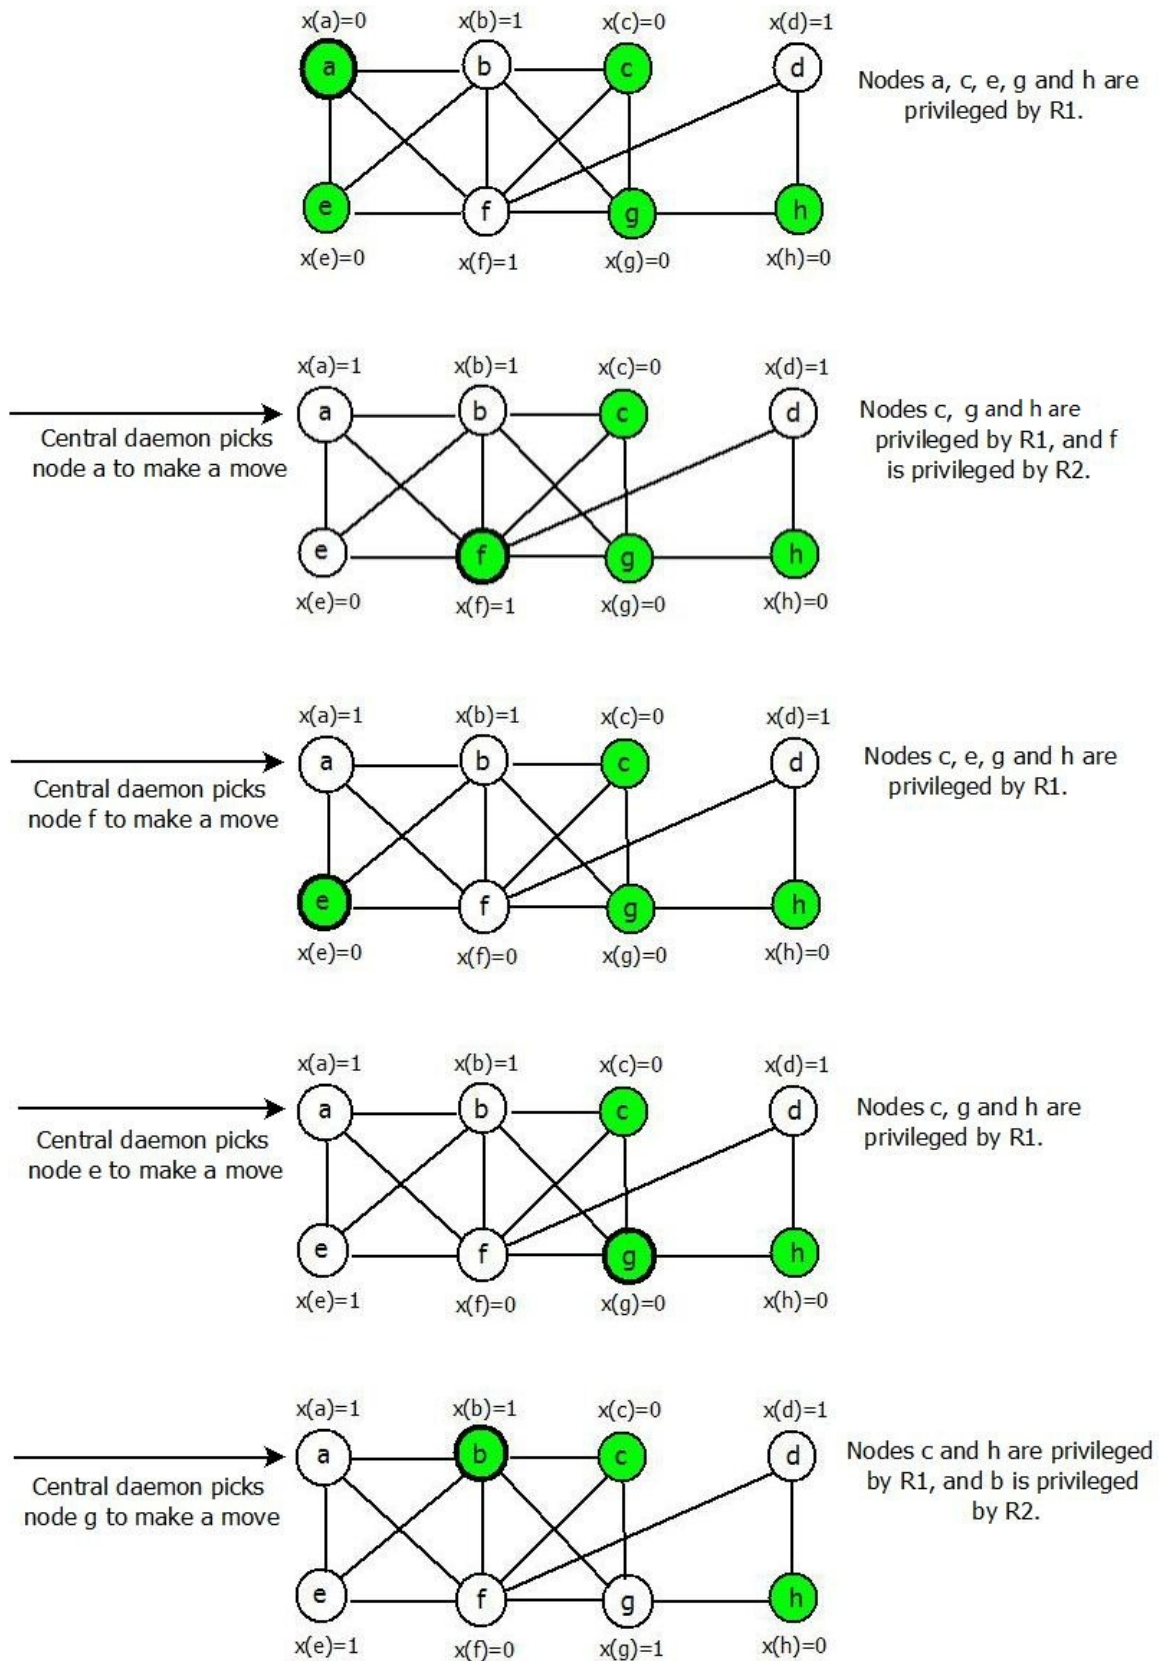 x(a)=0 x(b)=1 x(c)=0 x(d)=1
a b c d
Nodes a, c, e, g and h are
privileged by R1.
e f g h
x(e)=0 x(f)=1 x(g)=0 x(h)=0
x(a)=1 x(b)=1 x(c)=0 x(d)=1
a b c d
Central daemon picks
node a to make a move
Nodes c, g and h are
privileged by R1, and f
is privileged by R2.
e f g h
x(e)=0 x(f)=1 x(g)=0 x(h)=0
x(a)=1 x(b)=1 x(c)=0 x(d)=1
a b c d
Central daemon picks
node f to make a move
Nodes c, e, g and h are
privileged by R1.
e f g h
x(e)=0 x(f)=0 x(g)=0 x(h)=0
x(a)=1 x(b)=1 x(c)=0 x(d)=1
a b c d
Central daemon picks
node e to make a move
Nodes c, g and h are
privileged by R1.
e f g h
x(e)=1 x(f)=0 x(g)=0 x(h)=0
x(a)=1 x(b)=1 x(c)=0 x(d)=1
a b c d
Central daemon picks
node g to make a move
Nodes c and h are privileged
by R1, and b is privileged
by R2.
e f g h
x(e)=1 x(f)=0 x(g)=1 x(h)=0